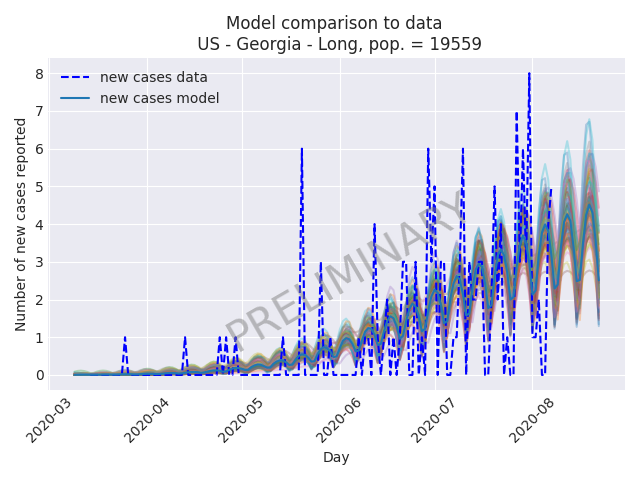 Model comparison to data
US - Georgia - Long, pop. = 19559
new cases data
new cases model
Number of new cases reported
8
7
6
5
4
3
2
1
0
PRELIMINARY
2020-03
2020-04
2020-05
2020-06
2020-07
2020-08
Day